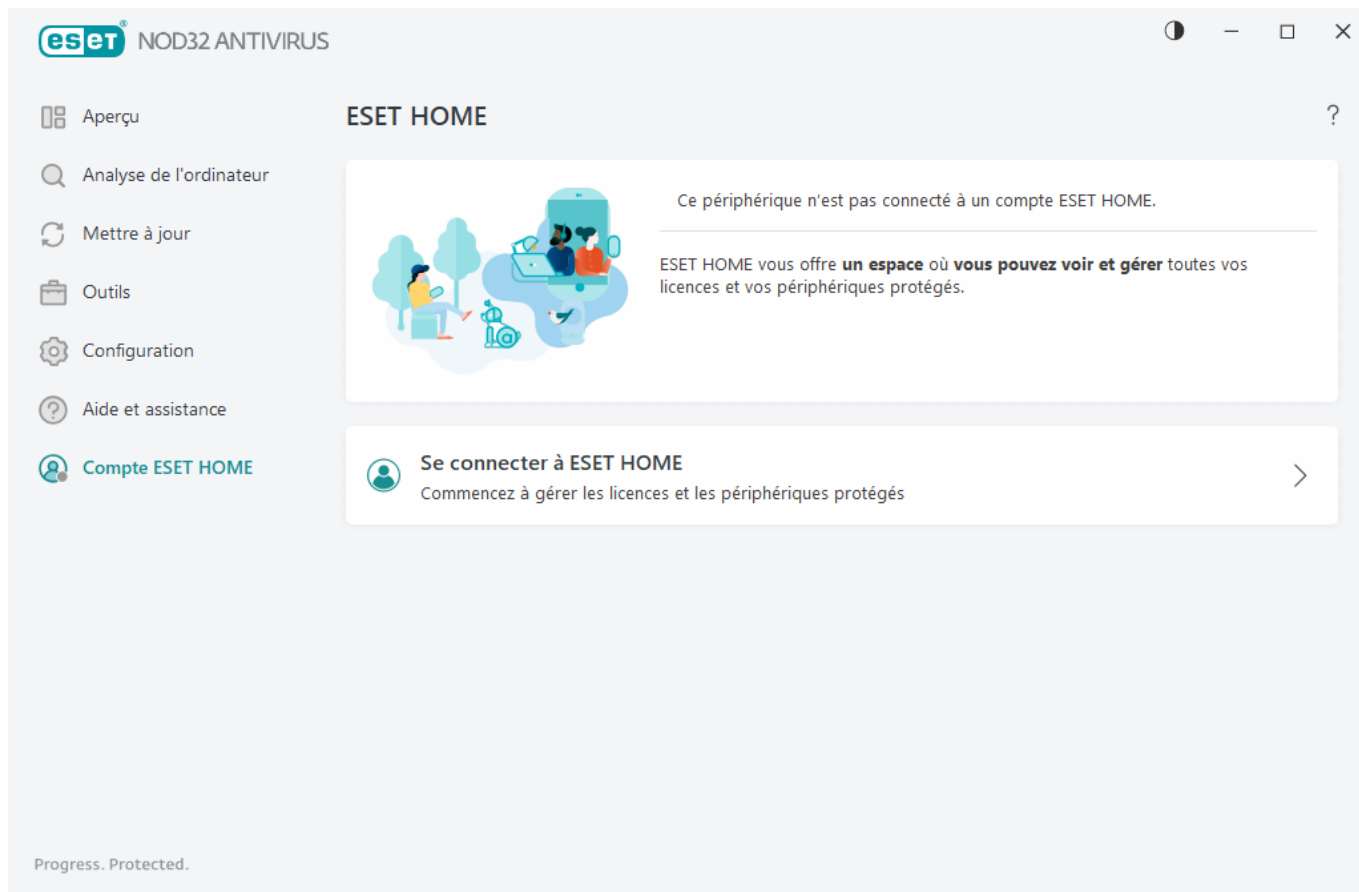 eset® NOD32 ANTIVIRUS
Aperçu
Analyse de l'ordinateur
Mettre à jour
Outils
Configuration
Aide et assistance
Compte ESET HOME
ESET HOME
?
Ce périphérique n'est pas connecté à un compte ESET HOME.
ESET HOME vous offre un espace où vous pouvez voir et gérer toutes vos
licences et vos périphériques protégés.
Se connecter à ESET HOME
Commencez à gérer les licences et les périphériques protégés
Progress. Protected.